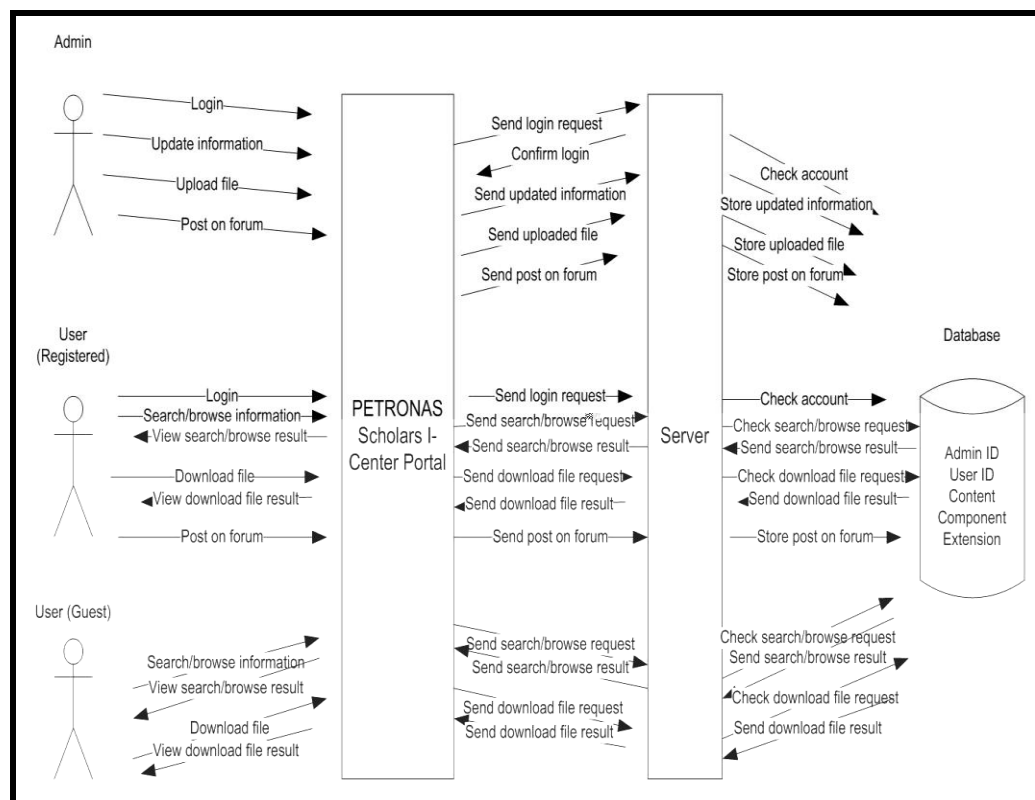 Admin
Login
Update information
Upload file
Post on forum
Send login request
Confirm login
Send updated information
Send uploaded file
Send post on forum
Check account
Store updated information
Store uploaded file
Store post on forum
User
(Registered)
Login
Search/browse information
View search/browse result
Download file
View download file result
Post on forum
PETRONAS
Scholars I-
Center Portal
Send login request
Send search/browse request
Send search/browse result
Send download file request
Send download file result
Send post on forum
Server
Check account
Check search/browse request
Send search/browse result
Check download file request
Send download file result
Store post on forum
Database
Admin ID
User ID
Content
Component
Extension
User (Guest)
Search/browse information
View search/browse result
Download file
View download file result
Send search/browse request
Send search/browse result
Send download file request
Send download file result
Check search/browse request
Send search/browse result
Check download file request
Send download file result